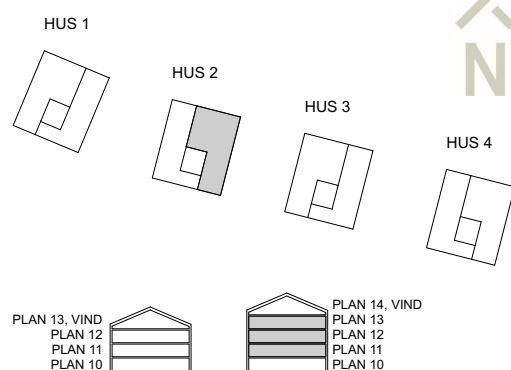 HUS 1
HUS 2
HUS 3
HUS 4
N
PLAN 13, VIND
PLAN 12
PLAN 11
PLAN 10
PLAN 14, VIND
PLAN 13
PLAN 12
PLAN 11
PLAN 10